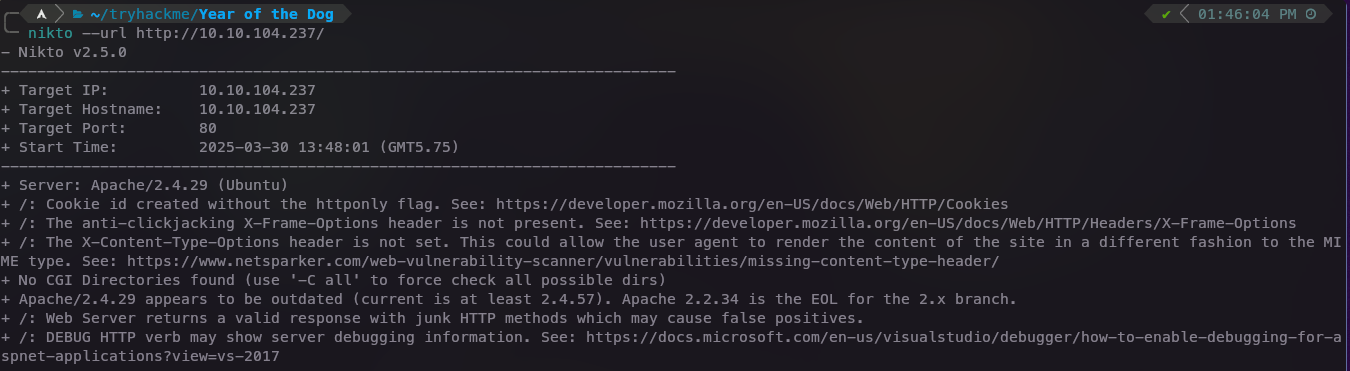 ~/tryhackme/Year of the Dog 01:46:04 PM
nikto --url http://10.10.104.237/
- Nikto v2.5.0
---------------------------------------------------------------------------
+ Target IP:          10.10.104.237
+ Target Hostname:    10.10.104.237
+ Target Port:        80
+ Start Time:         2025-03-30 13:48:01 (GMT5.75)
---------------------------------------------------------------------------
+ Server: Apache/2.4.29 (Ubuntu)
+ /: Cookie id created without the httponly flag. See: https://developer.mozilla.org/en-US/docs/Web/HTTP/Cookies
+ /: The anti-clickjacking X-Frame-Options header is not present. See: https://developer.mozilla.org/en-US/docs/Web/HTTP/Headers/X-Frame-Options
+ /: The X-Content-Type-Options header is not set. This could allow the user agent to render the content of the site in a different fashion to the MI
ME type. See: https://www.netsparker.com/web-vulnerability-scanner/vulnerabilities/missing-content-type-header/
+ No CGI Directories found (use '-C all' to force check all possible dirs)
+ Apache/2.4.29 appears to be outdated (current is at least 2.4.57). Apache 2.2.34 is the EOL for the 2.x branch.
+ /: Web Server returns a valid response with junk HTTP methods which may cause false positives.
+ /: DEBUG HTTP verb may show server debugging information. See: https://docs.microsoft.com/en-us/visualstudio/debugger/how-to-enable-debugging-for-a
spnet-applications?view=vs-2017